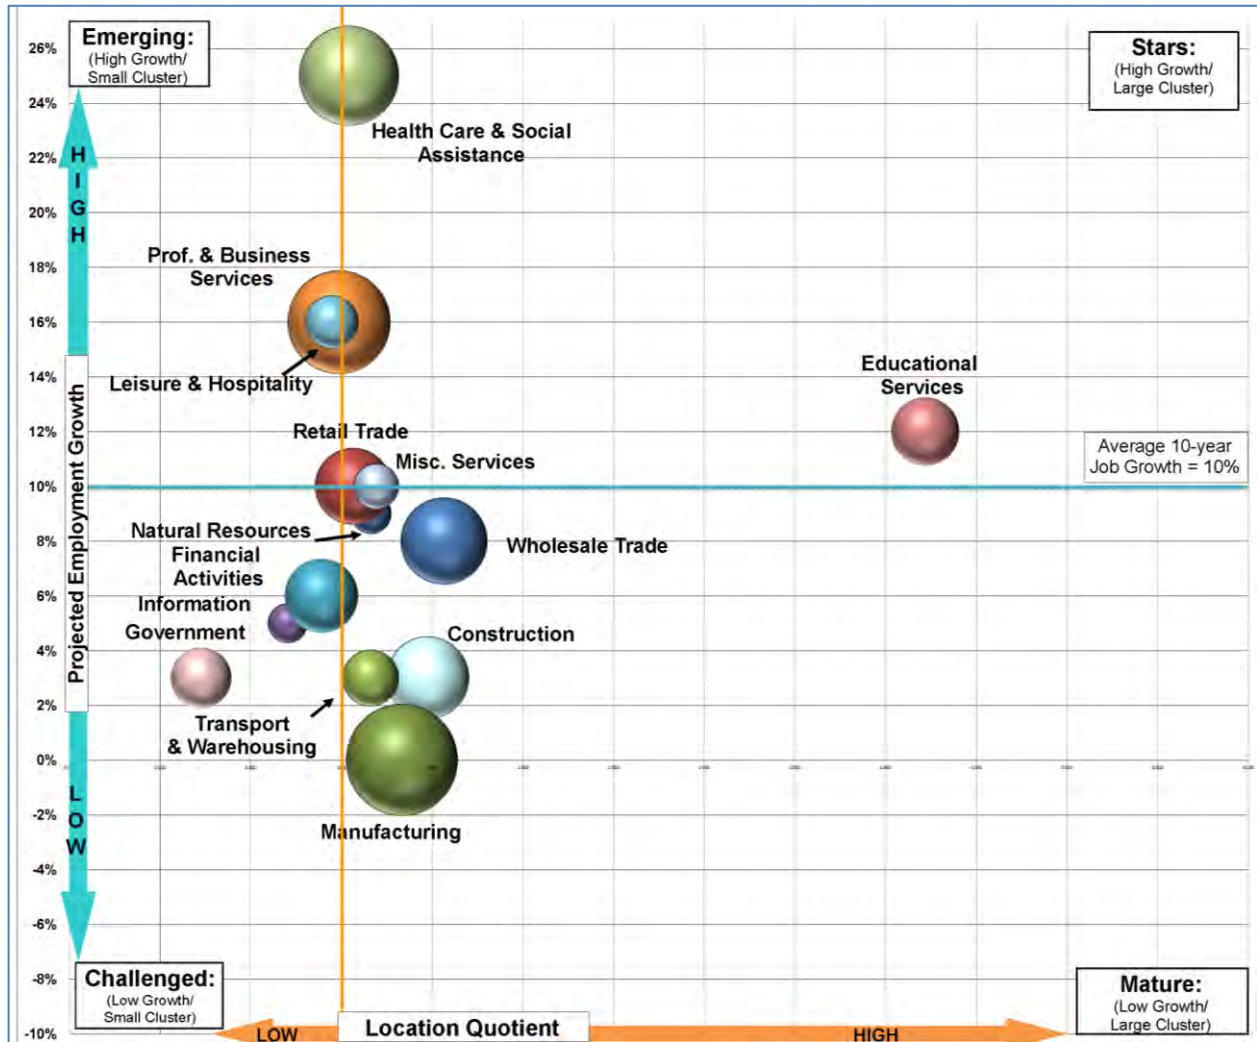 Emerging:
(High Growth/
Small Cluster)
Stars:
(High Growth/
Large Cluster)
26%
24%
22%
20%
18%
16%
14%
12%
10%
8%
6%
4%
2%
0%
-2%
-4%
-6%
-8%
-10%
HIGH
Projected Employment Growth
LOW
Health Care & Social
Assistance
Prof. & Business
Services
Leisure & Hospitality
Educational
Services
Retail Trade
Misc. Services
Average 10-year
Job Growth = 10%
Natural Resources
Wholesale Trade
Financial
Activities
Information
Government
Construction
Transport
& Warehousing
Manufacturing
Challenged:
(Low Growth/
Small Cluster)
Mature:
(Low Growth/
Large Cluster)
LOW
Location Quotient
HIGH